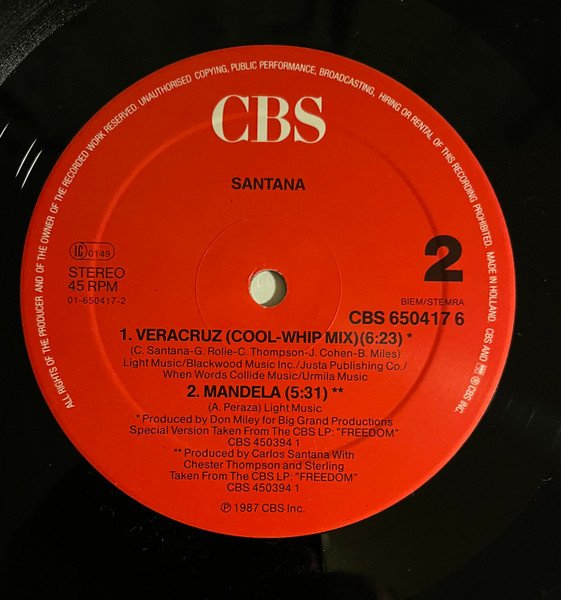 ALL RIGHTS OF THE PRODUCER AND OF THE OWNER OF THE RECORDED WORK RESERVED. UNAUTHORISED COPYING, PUBLIC PERFORMANCE, BROADCASTING, HIRING OR RENTAL OF THIS RECORDING PROHIBITED. MADE IN HOLLAND. CBS AND ℗ CBS INC.
CBS
SANTANA
LC 0149
STEREO
45 RPM
01-650417-2
2
BIEM/STEMRA
CBS 650417 6
1. VERACRUZ (COOL-WHIP MIX)(6:23) *
(C. Santana-G. Rolie-C. Thompson-J. Cohen-B. Miles)
Light Music/Blackwood Music Inc./Justa Publishing Co./
When Words Collide Music/Urmila Music
2. MANDELA (5:31) **
(A. Peraza) Light Music
* Produced by Don Miley for Big Grand Productions
Special Version Taken From The CBS LP: "FREEDOM"
CBS 450394 1
** Produced by Carlos Santana With
Chester Thompson and Sterling
Taken From The CBS LP: "FREEDOM"
CBS 450394 1
℗ 1987 CBS Inc.